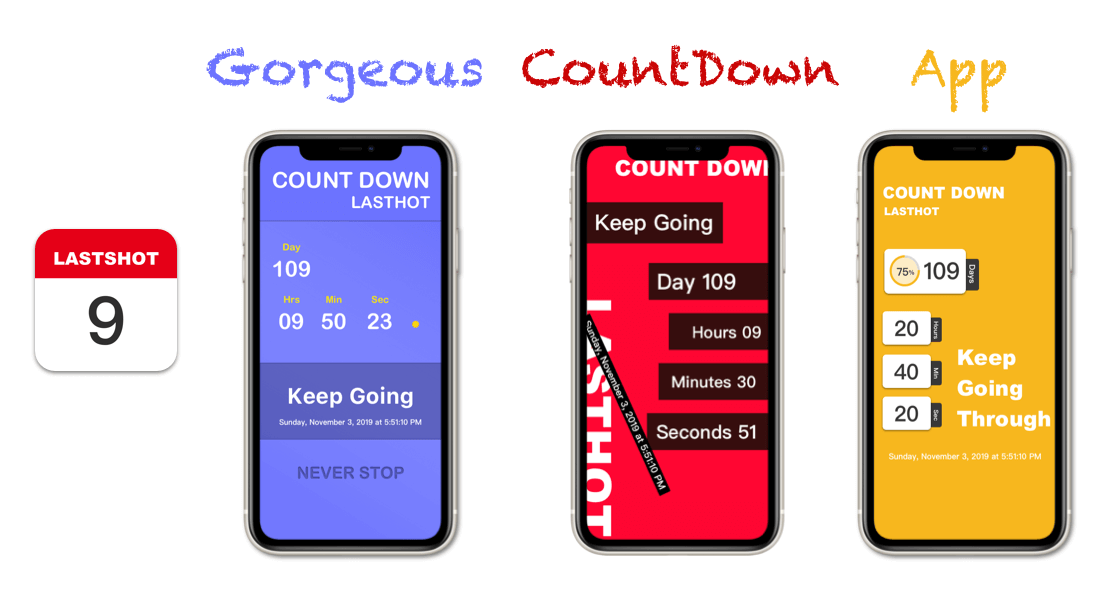 Gorgeous CountDown App
LASTSHOT
9
COUNT DOWN
LASTHOT
Day
109
Hrs Min Sec
09 50 23
Keep Going
Sunday, November 3, 2019 at 5:51:10 PM
NEVER STOP
COUNT DOWN
Keep Going
Day 109
Hours 09
Minutes 30
Seconds 51
LASTHOT
Sunday, November 3, 2019 at 5:51:10 PM
COUNT DOWN
LASTHOT
75% 109 Days
20 Hours
40 Min
20 Sec
Keep
Going
Through
Sunday, November 3, 2019 at 5:51:10 PM